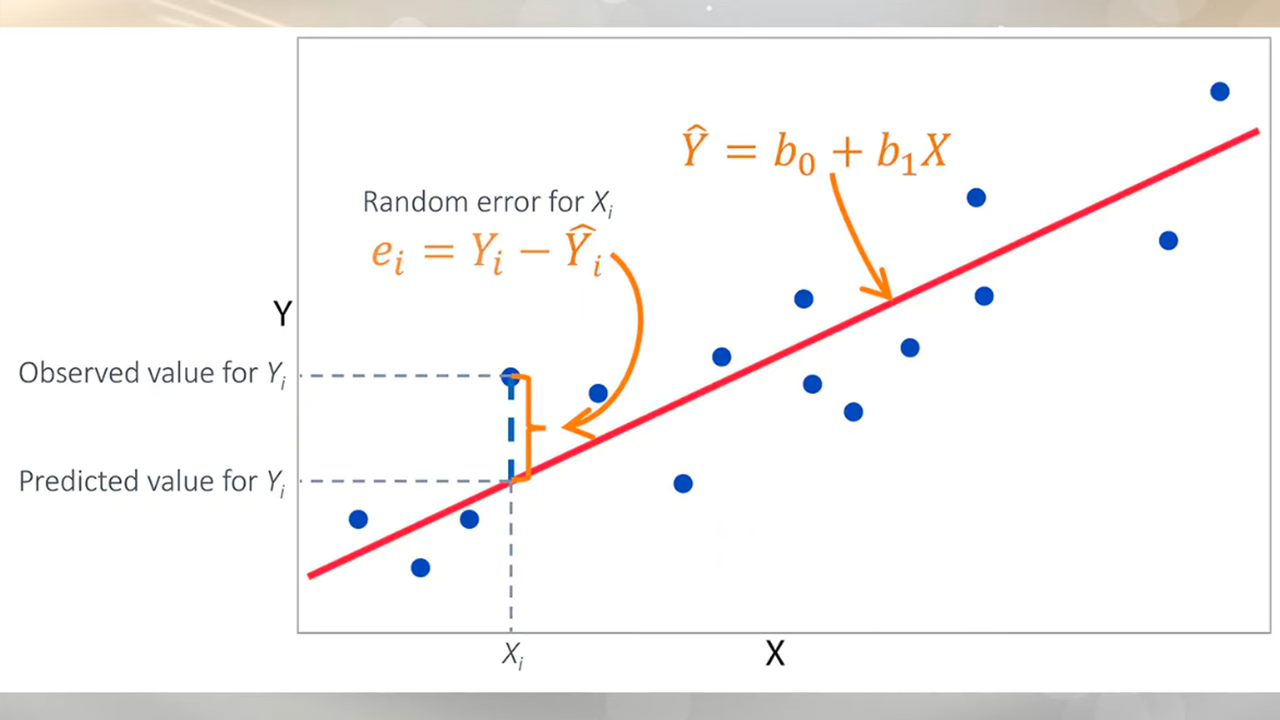 Ŷ = b₀ + b₁X
Random error for Xᵢ
eᵢ = Yᵢ − Ŷᵢ
Y
Observed value for Yᵢ
Predicted value for Yᵢ
Xᵢ
X